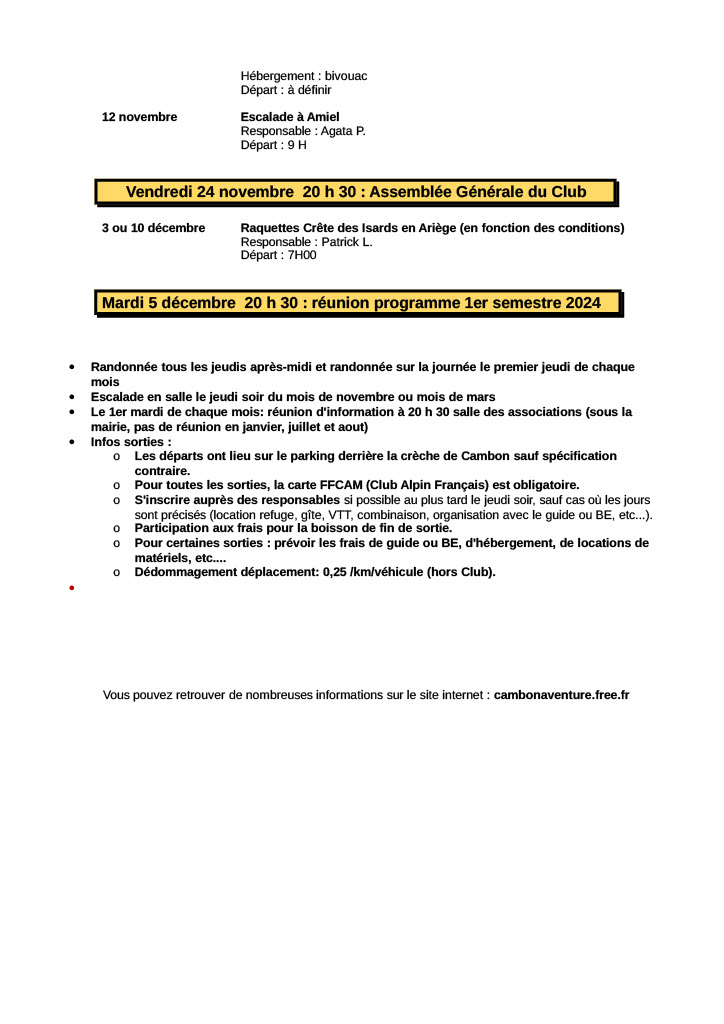 Hébergement : bivouac
Départ : à définir
12 novembre Escalade à Amiel
Responsable : Agata P.
Départ : 9 H
Vendredi 24 novembre  20 h 30 : Assemblée Générale du Club
3 ou 10 décembre Raquettes Crête des Isards en Ariège (en fonction des conditions)
Responsable : Patrick L.
Départ : 7H00
Mardi 5 décembre  20 h 30 : réunion programme 1er semestre 2024
• Randonnée tous les jeudis après-midi et randonnée sur la journée le premier jeudi de chaque
mois
• Escalade en salle le jeudi soir du mois de novembre ou mois de mars
• Le 1er mardi de chaque mois: réunion d'information à 20 h 30 salle des associations (sous la
mairie, pas de réunion en janvier, juillet et aout)
• Infos sorties :
o Les départs ont lieu sur le parking derrière la crèche de Cambon sauf spécification
contraire.
o Pour toutes les sorties, la carte FFCAM (Club Alpin Français) est obligatoire.
o S'inscrire auprès des responsables si possible au plus tard le jeudi soir, sauf cas où les jours
sont précisés (location refuge, gîte, VTT, combinaison, organisation avec le guide ou BE, etc...).
o Participation aux frais pour la boisson de fin de sortie.
o Pour certaines sorties : prévoir les frais de guide ou BE, d'hébergement, de locations de
matériels, etc....
o Dédommagement déplacement: 0,25 /km/véhicule (hors Club).
•
Vous pouvez retrouver de nombreuses informations sur le site internet : cambonaventure.free.fr